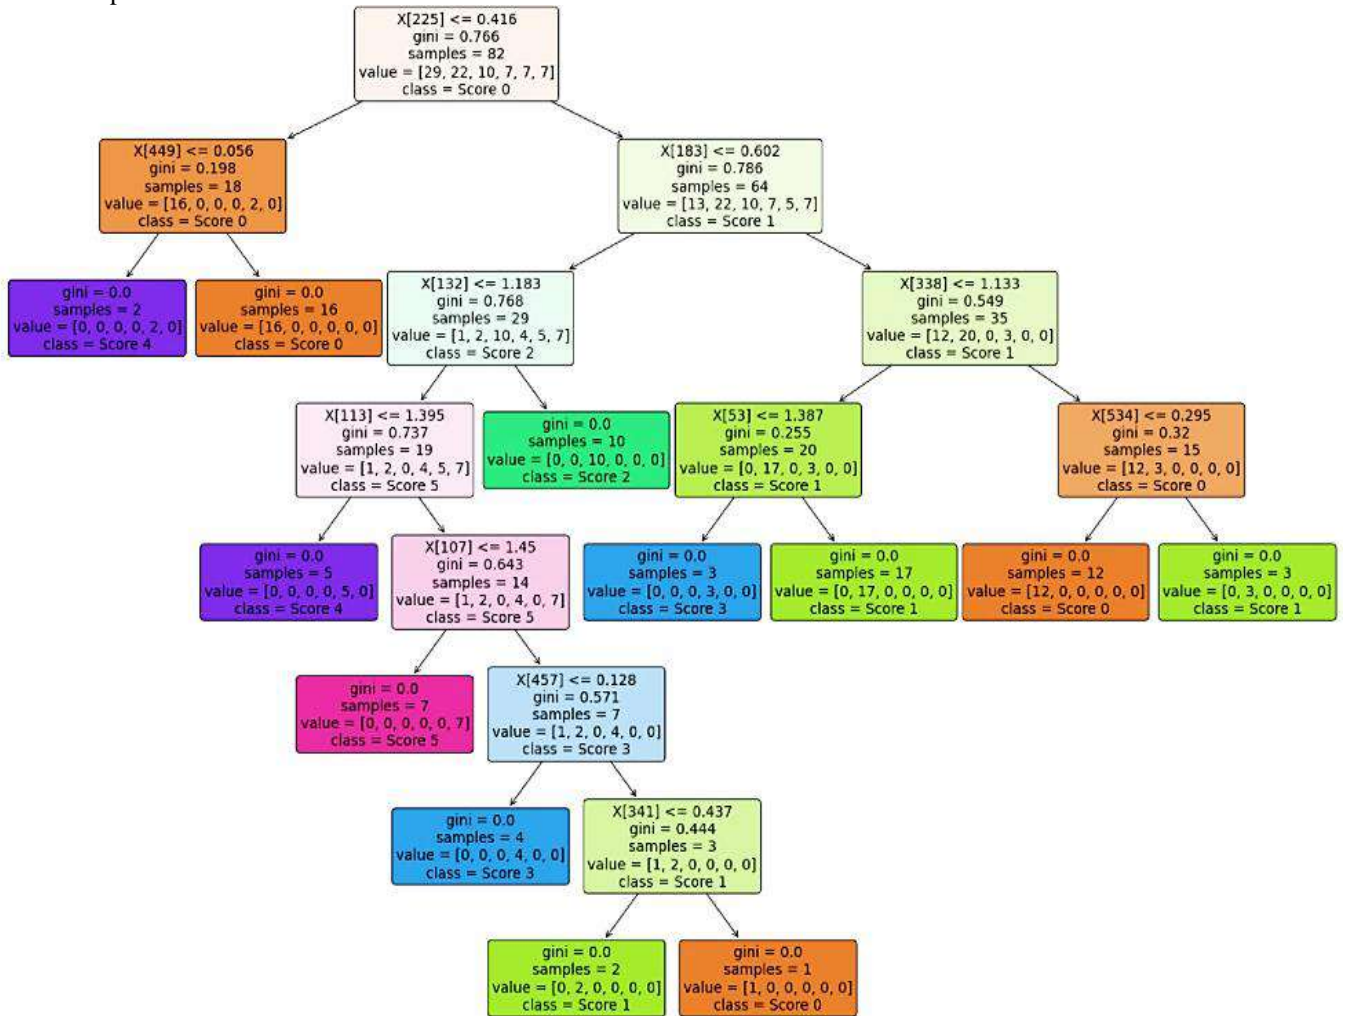 X[225] <= 0.416
gini = 0.766
samples = 82
value = [29, 22, 10, 7, 7, 7]
class = Score 0
X[449] <= 0.056
gini = 0.198
samples = 18
value = [16, 0, 0, 0, 2, 0]
class = Score 0
X[183] <= 0.602
gini = 0.786
samples = 64
value = [13, 22, 10, 7, 5, 7]
class = Score 1
gini = 0.0
samples = 2
value = [0, 0, 0, 0, 2, 0]
class = Score 4
gini = 0.0
samples = 16
value = [16, 0, 0, 0, 0, 0]
class = Score 0
X[132] <= 1.183
gini = 0.768
samples = 29
value = [1, 2, 10, 4, 5, 7]
class = Score 2
X[338] <= 1.133
gini = 0.549
samples = 35
value = [12, 20, 0, 3, 0, 0]
class = Score 1
X[113] <= 1.395
gini = 0.737
samples = 19
value = [1, 2, 0, 4, 5, 7]
class = Score 5
gini = 0.0
samples = 10
value = [0, 0, 10, 0, 0, 0]
class = Score 2
X[53] <= 1.387
gini = 0.255
samples = 20
value = [0, 17, 0, 3, 0, 0]
class = Score 1
X[534] <= 0.295
gini = 0.32
samples = 15
value = [12, 3, 0, 0, 0, 0]
class = Score 0
gini = 0.0
samples = 5
value = [0, 0, 0, 0, 5, 0]
class = Score 4
X[107] <= 1.45
gini = 0.643
samples = 14
value = [1, 2, 0, 4, 0, 7]
class = Score 5
gini = 0.0
samples = 3
value = [0, 0, 0, 3, 0, 0]
class = Score 3
gini = 0.0
samples = 17
value = [0, 17, 0, 0, 0, 0]
class = Score 1
gini = 0.0
samples = 12
value = [12, 0, 0, 0, 0, 0]
class = Score 0
gini = 0.0
samples = 3
value = [0, 3, 0, 0, 0, 0]
class = Score 1
gini = 0.0
samples = 7
value = [0, 0, 0, 0, 0, 7]
class = Score 5
X[457] <= 0.128
gini = 0.571
samples = 7
value = [1, 2, 0, 4, 0, 0]
class = Score 3
gini = 0.0
samples = 4
value = [0, 0, 0, 4, 0, 0]
class = Score 3
X[341] <= 0.437
gini = 0.444
samples = 3
value = [1, 2, 0, 0, 0, 0]
class = Score 1
gini = 0.0
samples = 2
value = [0, 2, 0, 0, 0, 0]
class = Score 1
gini = 0.0
samples = 1
value = [1, 0, 0, 0, 0, 0]
class = Score 0